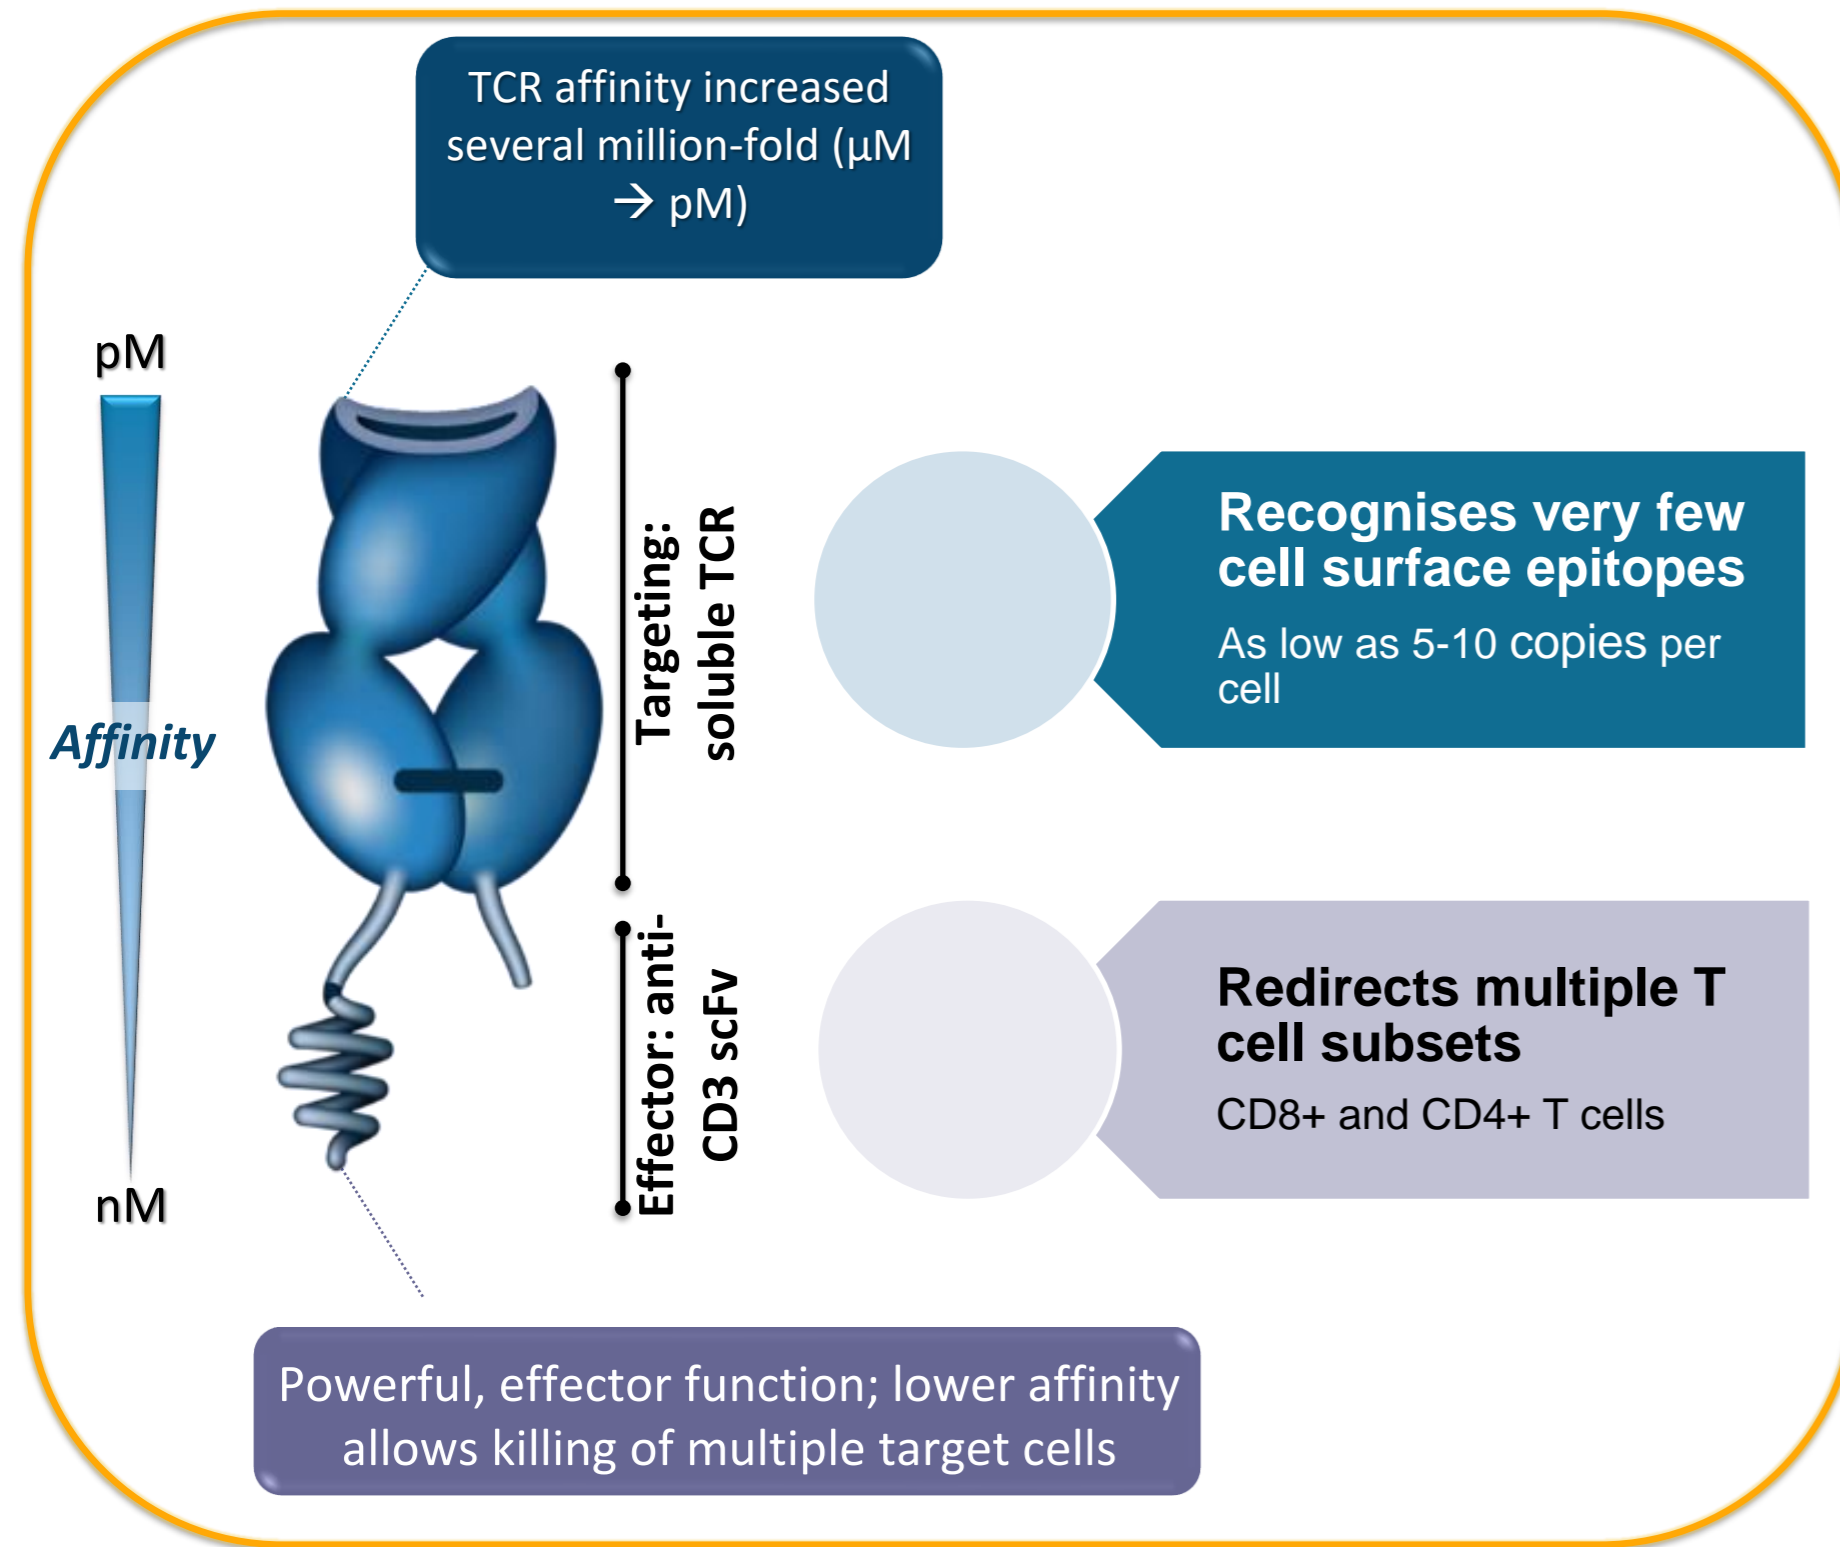 TCR affinity increased
several million-fold (µM
→ pM)
pM
Affinity
nM
Targeting:
soluble TCR
Effector: anti-
CD3 scFv
Recognises very few
cell surface epitopes
As low as 5-10 copies per
cell
Redirects multiple T
cell subsets
CD8+ and CD4+ T cells
Powerful, effector function; lower affinity
allows killing of multiple target cells